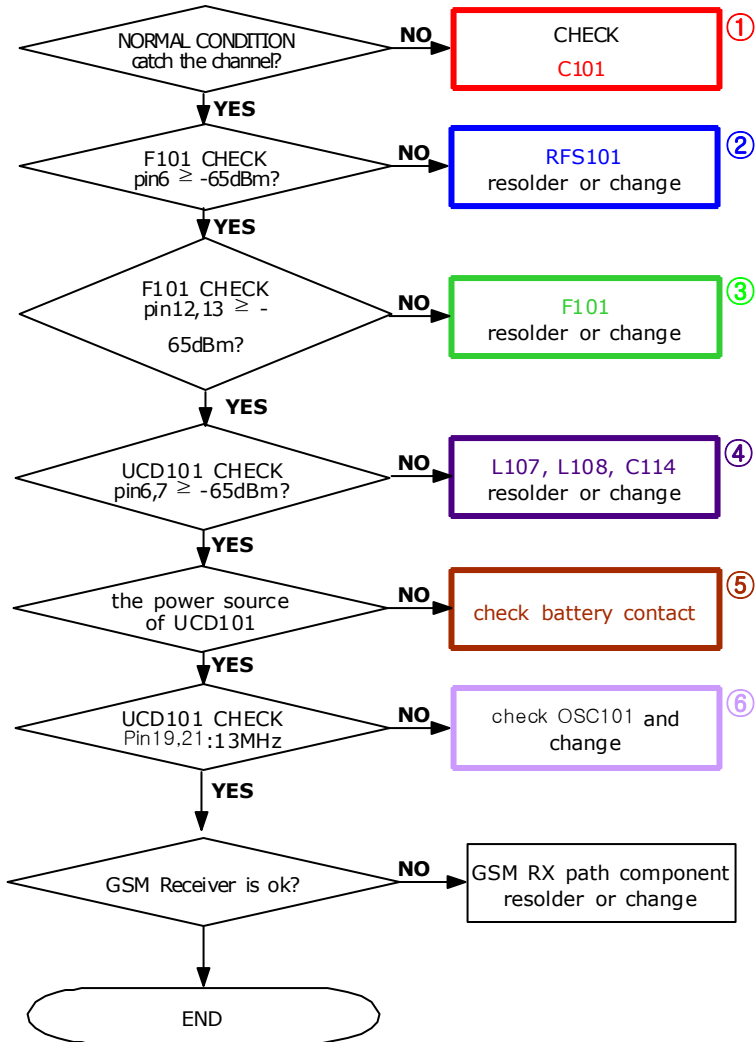 NORMAL CONDITION
catch the channel?
NO
CHECK
C101
①
YES
F101 CHECK
pin6 ≥ -65dBm?
NO
RFS101
resolder or change
②
YES
F101 CHECK
pin12,13 ≥ -
65dBm?
NO
F101
resolder or change
③
YES
UCD101 CHECK
pin6,7 ≥ -65dBm?
NO
L107, L108, C114
resolder or change
④
YES
the power source
of UCD101
NO
check battery contact
⑤
YES
UCD101 CHECK
Pin19,21:13MHz
NO
check OSC101 and
change
⑥
YES
GSM Receiver is ok?
NO
GSM RX path component
resolder or change
END